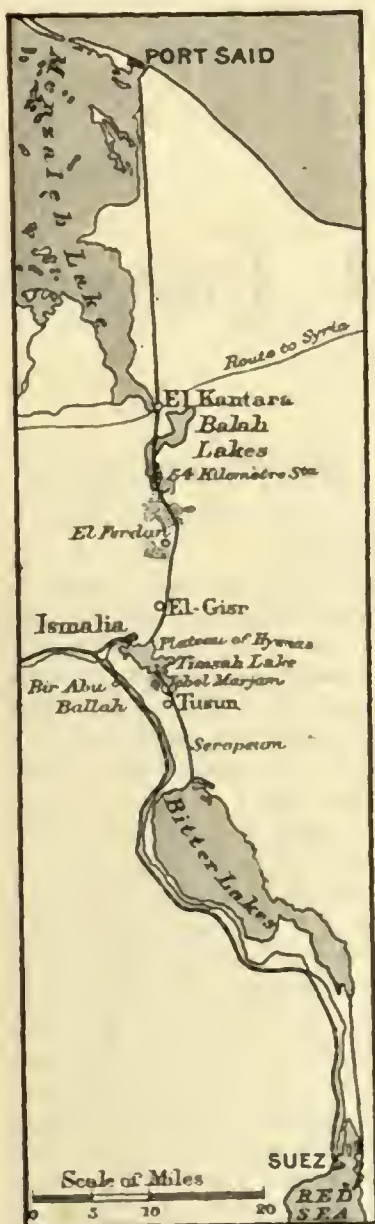 PORT SAID
Menzaleh Lake
Route to Syria
El Kantara
Balah
Lakes
54 Kilometre Sta
El Ferdan
El-Gisr
Ismalia
Plateau of Hyenas
Timsah Lake
Jebel Marjam
Bir Abu
Ballah
Tusun
Serapeum
Bitter Lakes
SUEZ
RED
SEA
Scale of Miles
0 5 10 20